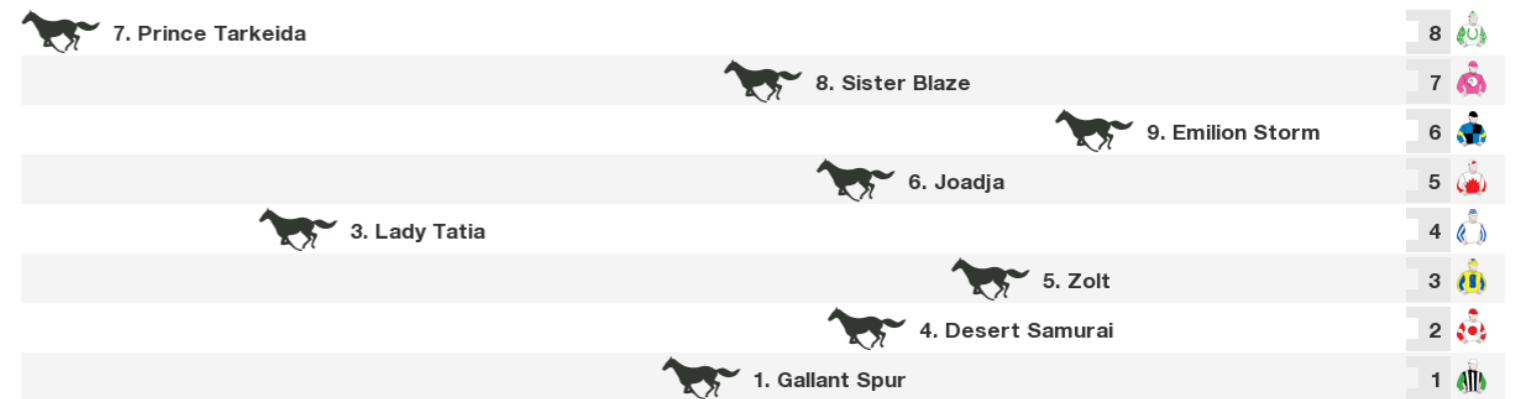 7. Prince Tarkeida 8
8. Sister Blaze 7
9. Emilion Storm 6
6. Joadja 5
3. Lady Tatia 4
5. Zolt 3
4. Desert Samurai 2
1. Gallant Spur 1